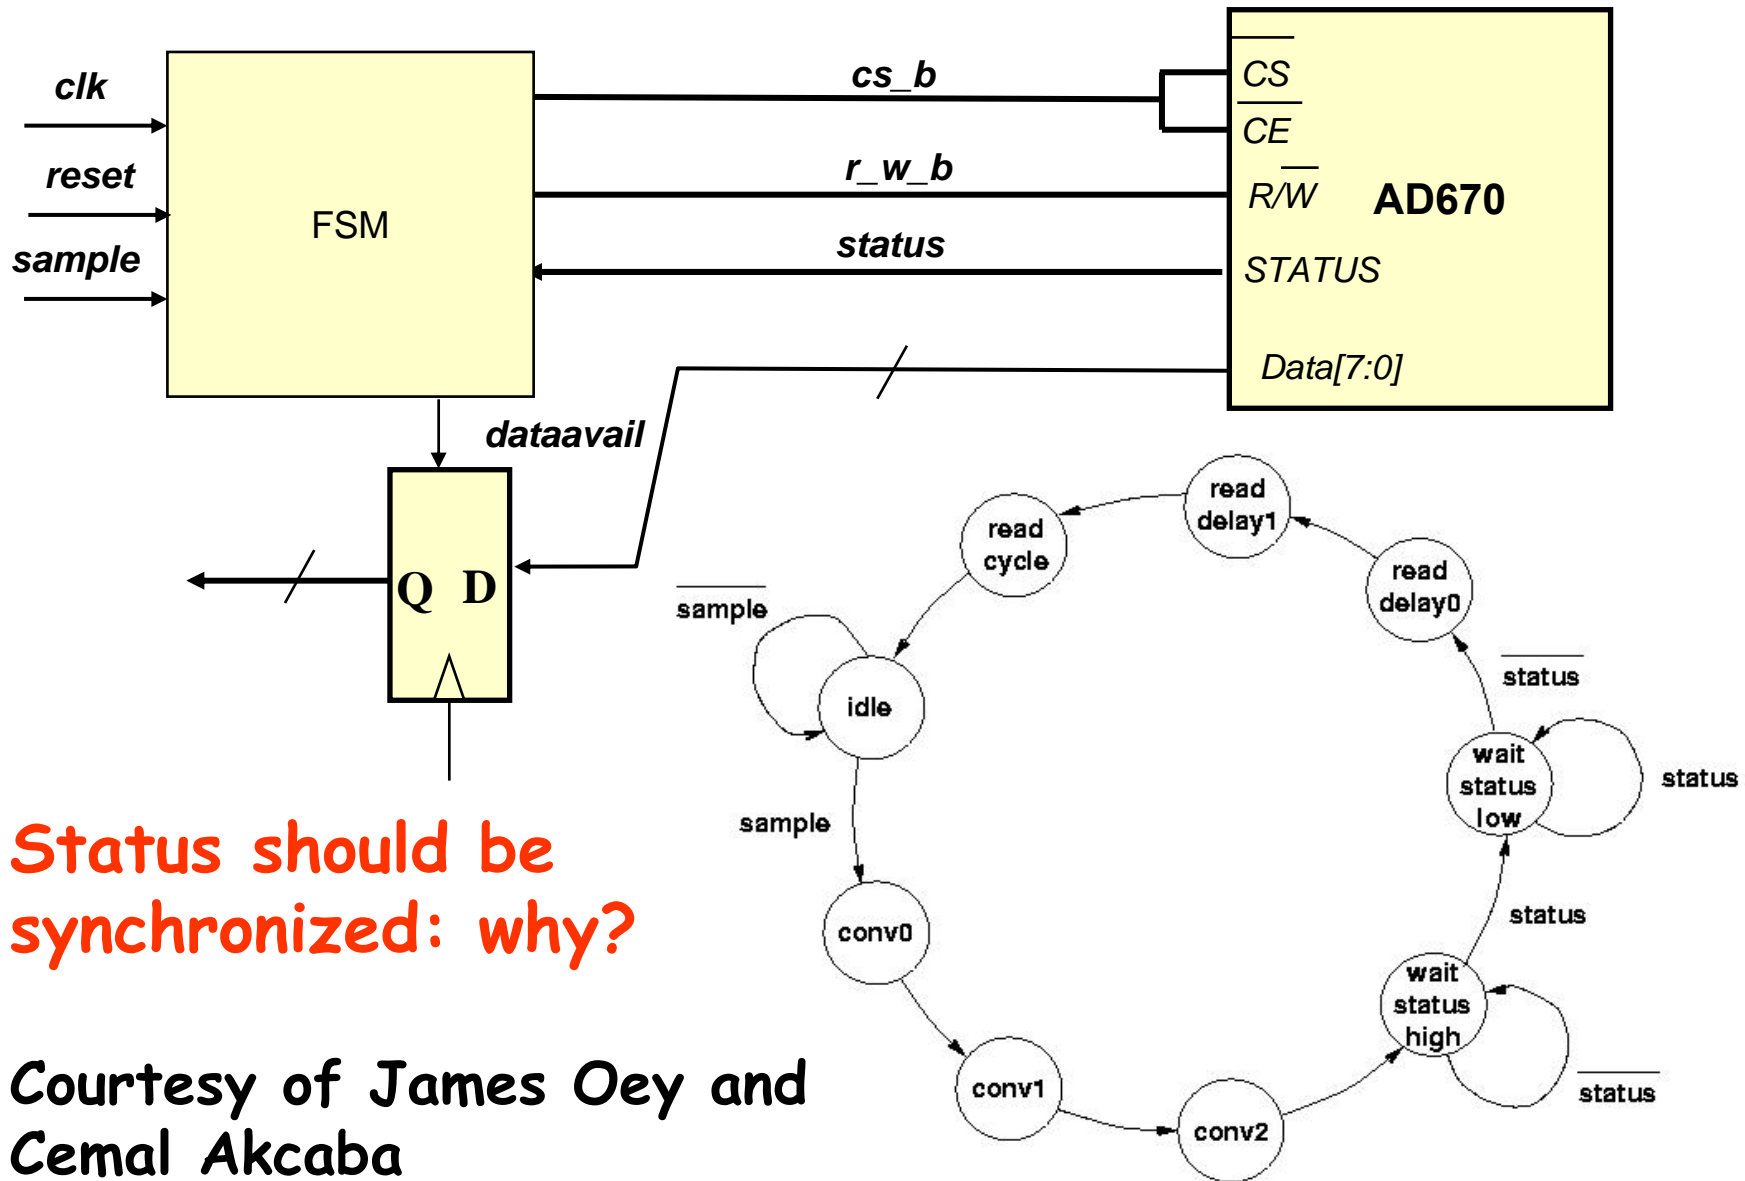 clk
reset
sample
FSM
cs_b
r_w_b
status
dataavail
CS
CE
R/W
AD670
STATUS
Data[7:0]
Q D
read
delay1
read
cycle
read
delay0
sample
status
idle
wait
status
low
status
sample
status
conv0
wait
status
high
conv1
status
conv2
Status should be
synchronized: why?
Courtesy of James Oey and
Cemal Akcaba